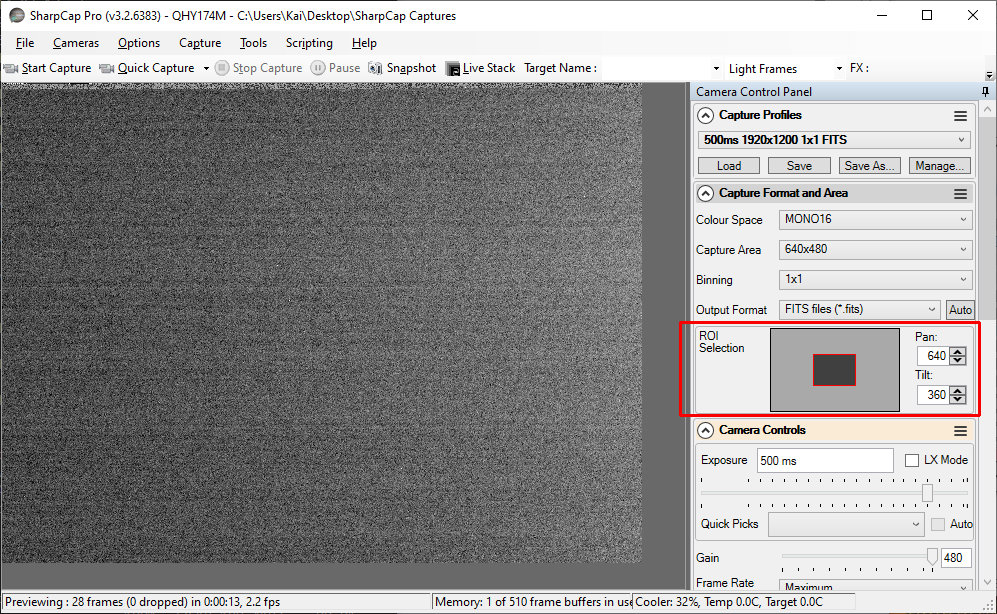 SharpCap Pro (v3.2.6383) - QHY174M - C:\Users\Kai\Desktop\SharpCap Captures
File Cameras Options Capture Tools Scripting Help
Start Capture Quick Capture Stop Capture Pause Snapshot Live Stack Target Name : Light Frames FX :
Camera Control Panel
Capture Profiles
500ms 1920x1200 1x1 FITS
Load Save Save As... Manage...
Capture Format and Area
Colour Space MONO16
Capture Area 640x480
Binning 1x1
Output Format FITS files (*.fits) Auto
ROI
Selection
Pan:
640
Tilt:
360
Camera Controls
Exposure 500 ms LX Mode
Quick Picks Auto
Gain 480
Frame Rate Maximum
Previewing : 28 frames (0 dropped) in 0:00:13, 2.2 fps Memory: 1 of 510 frame buffers in use Cooler: 32%, Temp 0.0C, Target 0.0C